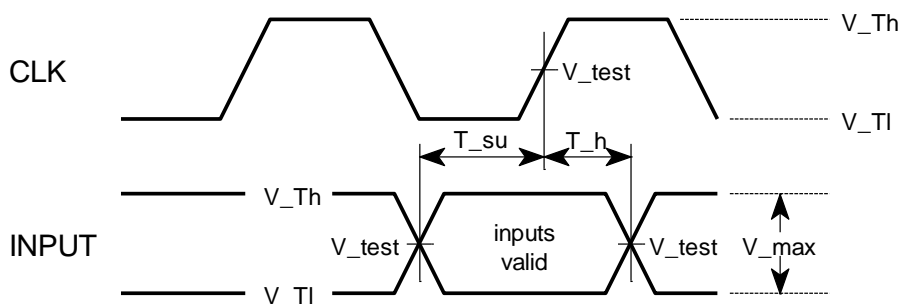 V_Th
CLK
V_test
V_Tl
T_su
T_h
V_Th
INPUT
V_test
inputs
valid
V_test
V_max
V_Tl